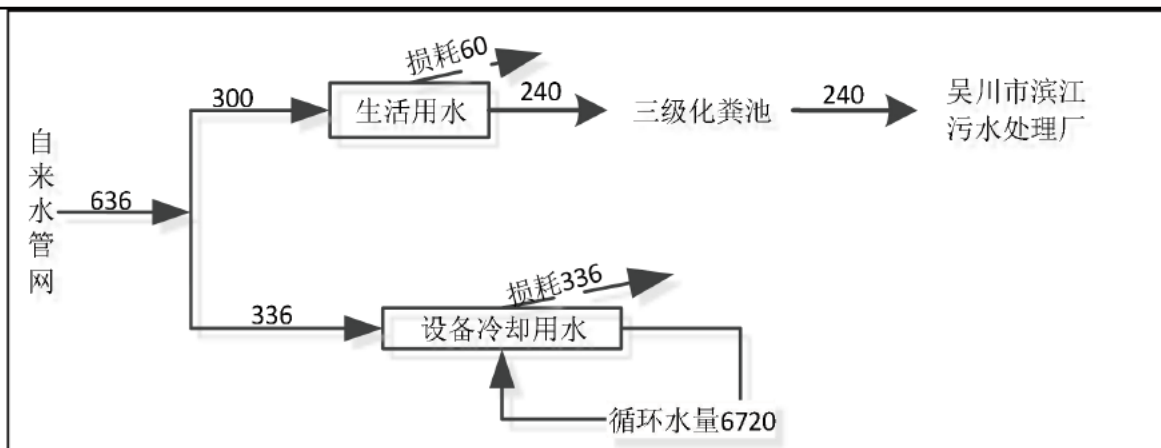 自来水管网
636
300
生活用水
损耗60
240
三级化粪池
240
吴川市滨江
污水处理厂
336
设备冷却用水
损耗336
循环水量6720